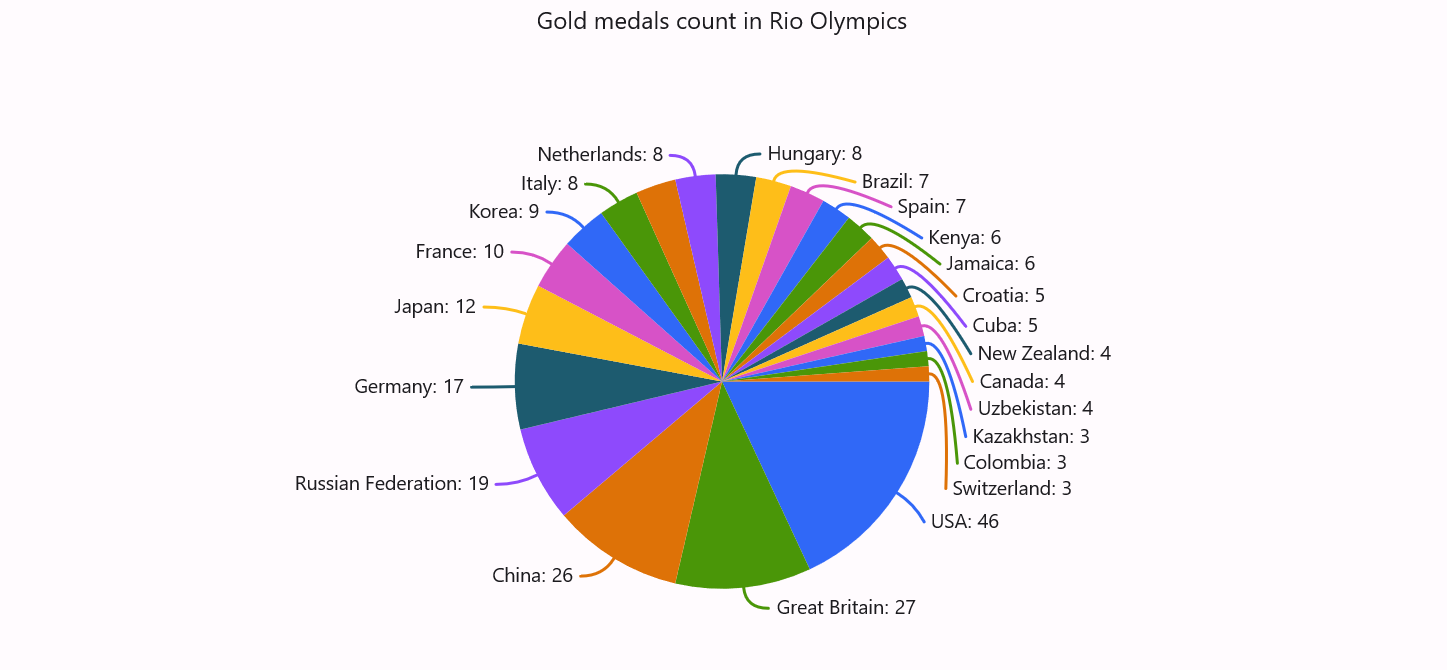 Gold medals count in Rio Olympics
Netherlands: 8
Hungary: 8
Italy: 8
Brazil: 7
Korea: 9
Spain: 7
Kenya: 6
France: 10
Jamaica: 6
Croatia: 5
Japan: 12
Cuba: 5
New Zealand: 4
Germany: 17
Canada: 4
Uzbekistan: 4
Kazakhstan: 3
Colombia: 3
Russian Federation: 19
Switzerland: 3
USA: 46
China: 26
Great Britain: 27